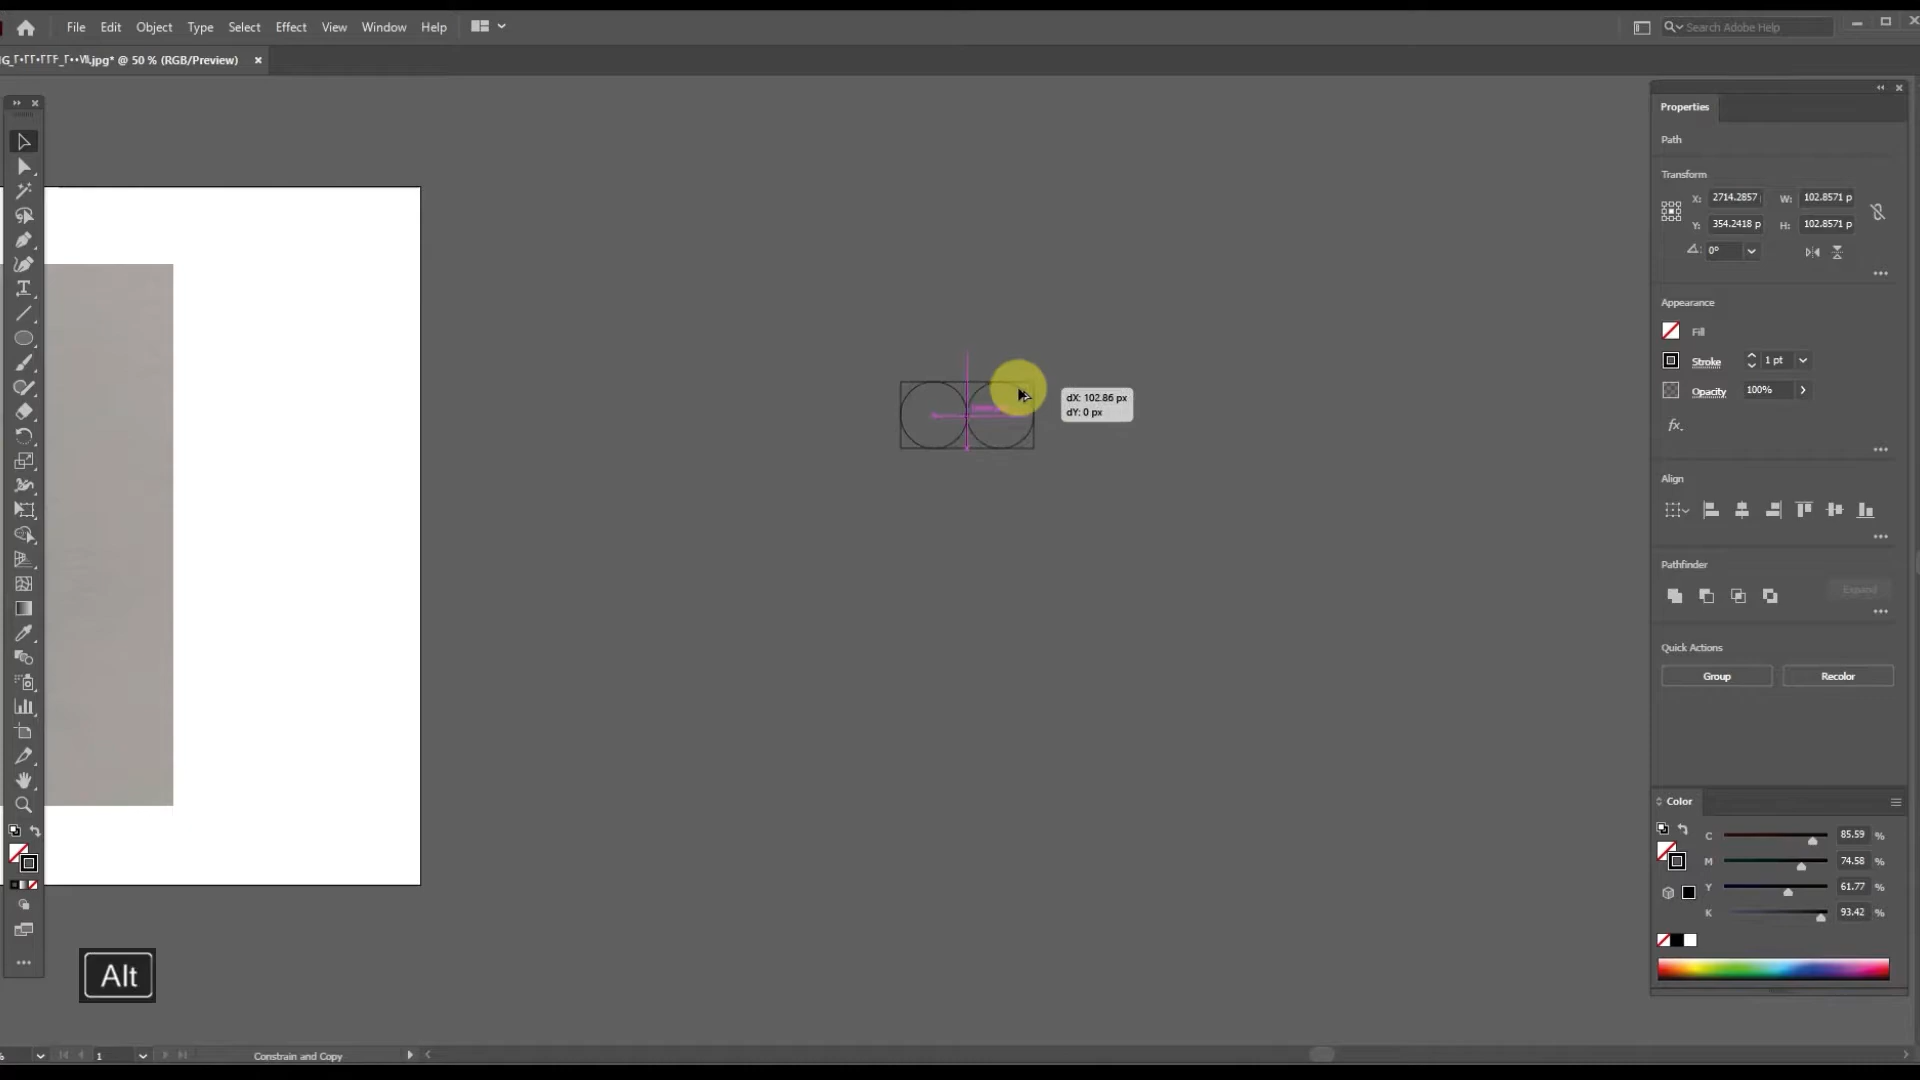 File Edit Object Type Select Effect View Window Help
Search Adobe Help
.jpg* @ 50 % (RGB/Preview)
Properties
Path
Transform
X: 2714.2857 W: 102.8571 p
Y: 354.2418 p H: 102.8571 p
0°
Appearance
Fill
Stroke 1 pt
Opacity 100%
fx.
dX: 102.86 px
dY: 0 px
Align
Pathfinder
Expand
Quick Actions
Group Recolor
Color
C 85.59 %
M 74.58 %
Y 61.77 %
K 93.42 %
Alt
% 1 Constrain and Copy